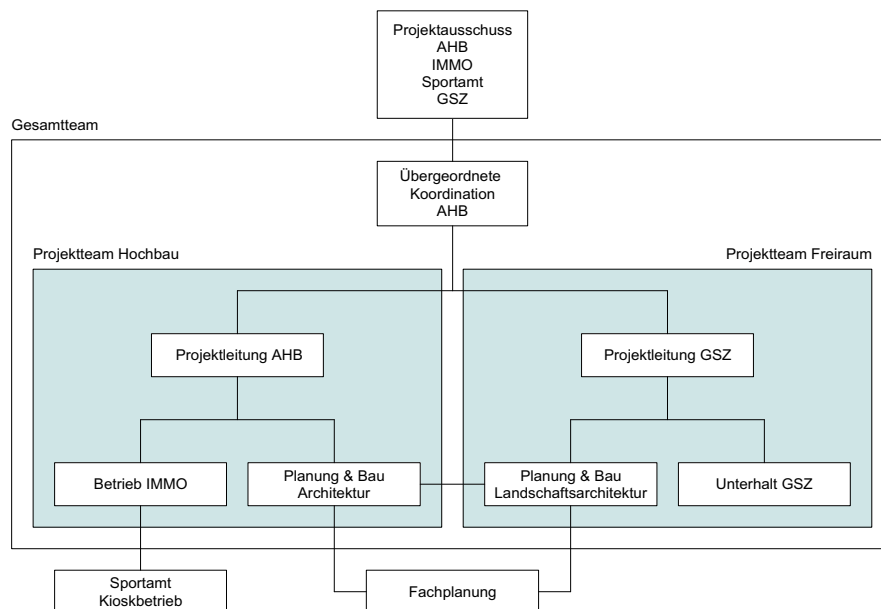 Projektausschuss
AHB
IMMO
Sportamt
GSZ
Gesamtteam
Übergeordnete
Koordination
AHB
Projektteam Hochbau
Projektteam Freiraum
Projektleitung AHB
Projektleitung GSZ
Betrieb IMMO
Planung & Bau
Architektur
Planung & Bau
Landschaftsarchitektur
Unterhalt GSZ
Sportamt
Kioskbetrieb
Fachplanung